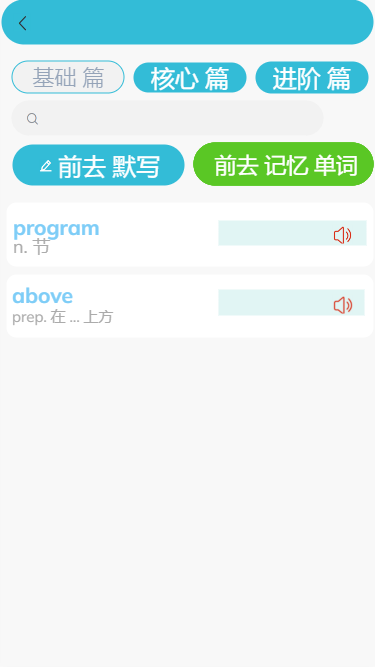 基础 篇 核心 篇 进阶 篇
前去 默写 前去 记忆 单词
program
n. 节
above
prep. 在 ... 上方